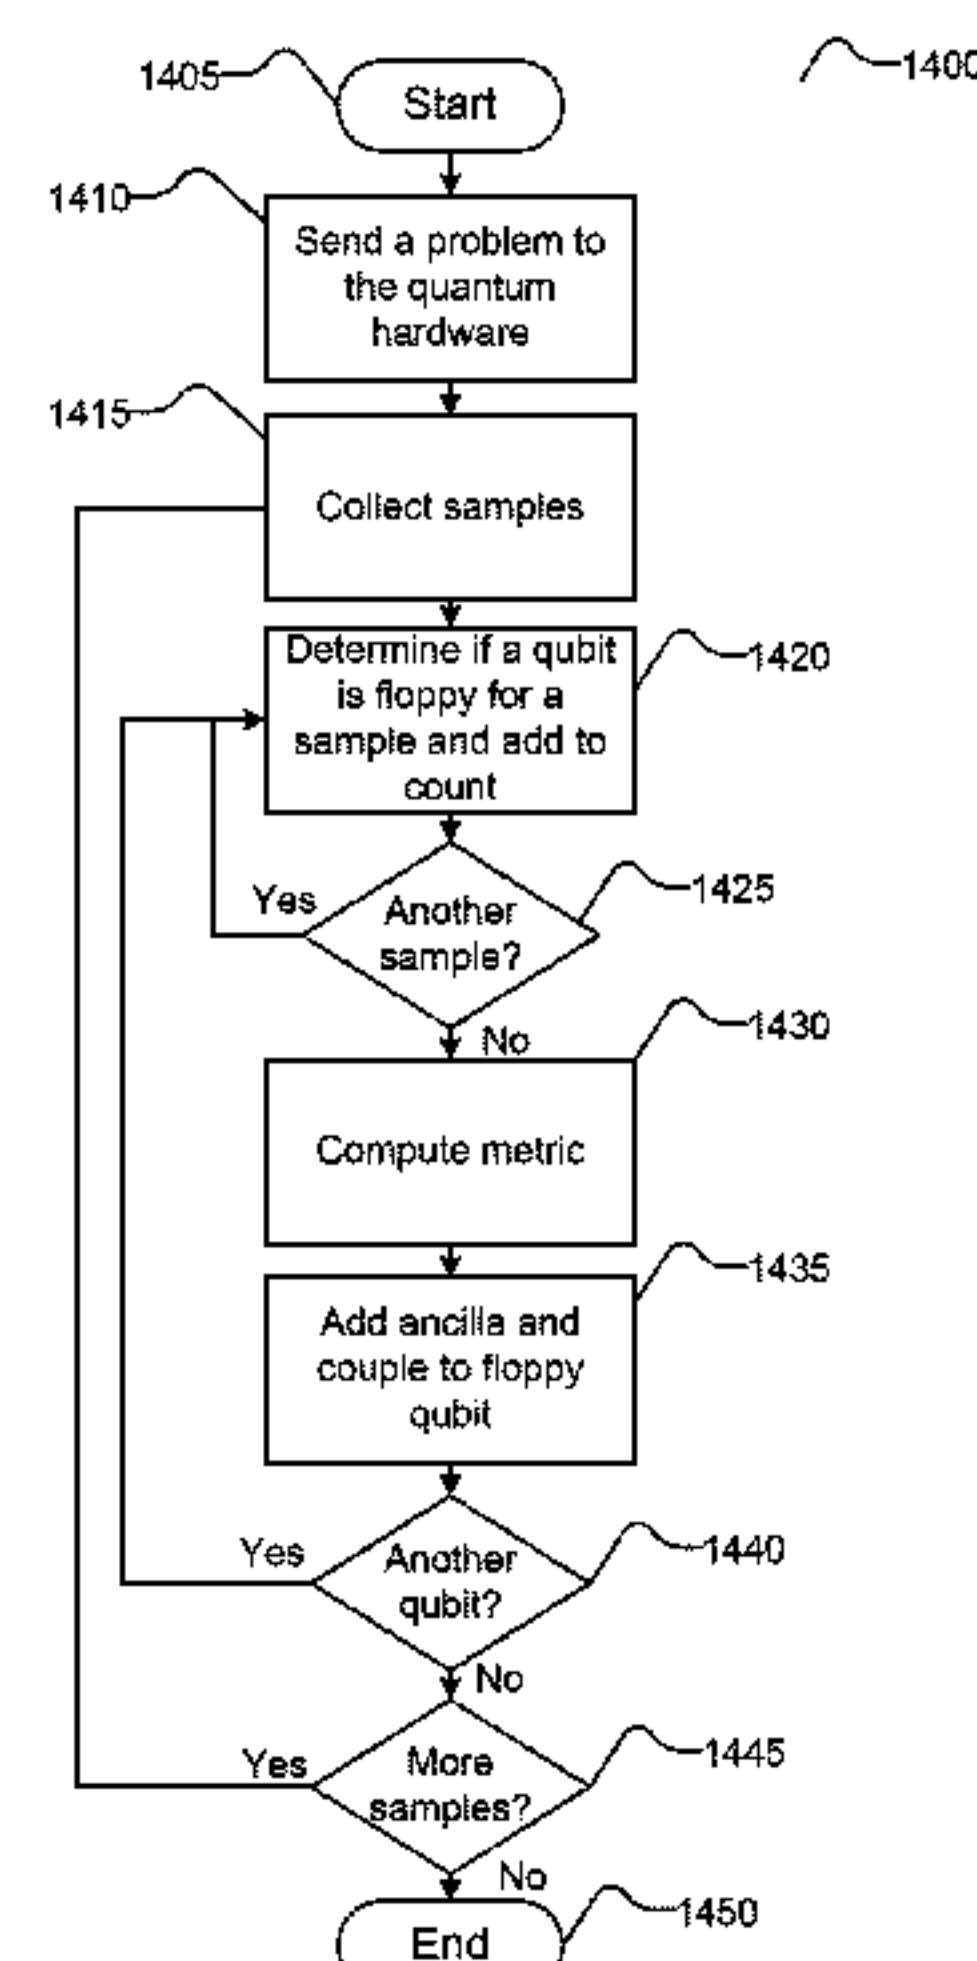 1405
Start
1400
1410
Send a problem to
the quantum
hardware
1415
Collect samples
Determine if a qubit
is floppy for a
sample and add to
count
1420
Yes
Another
sample?
1425
No
1430
Compute metric
1435
Add ancilla and
couple to floppy
qubit
Yes
Another
qubit?
1440
No
Yes
More
samples?
1445
No
1450
End